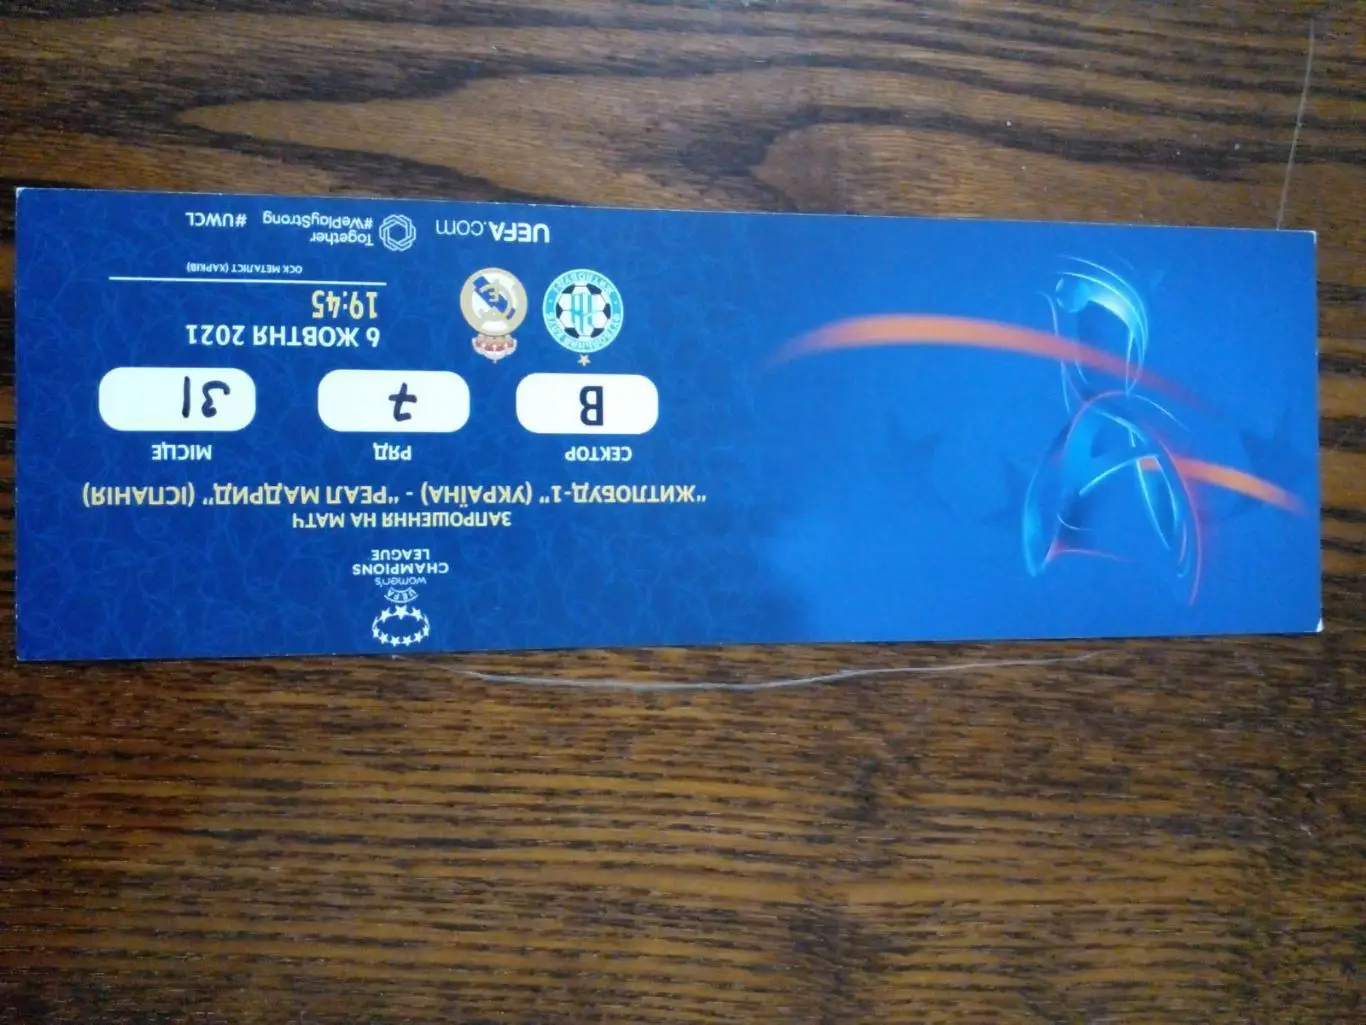 UEFA
women's
CHAMPIONS
LEAGUE
ЗАПРОШЕННЯ НА МАТЧ
"ЖИТЛОБУД-1" (УКРАЇНА) - "РЕАЛ МАДРИД" (ІСПАНІЯ)
СЕКТОР РЯД МІСЦЕ
В 7 31
6 ЖОВТНЯ 2021
19:45
ОСК МЕТАЛІСТ (ХАРКІВ)
UEFA.com Together #WePlayStrong #UWCL